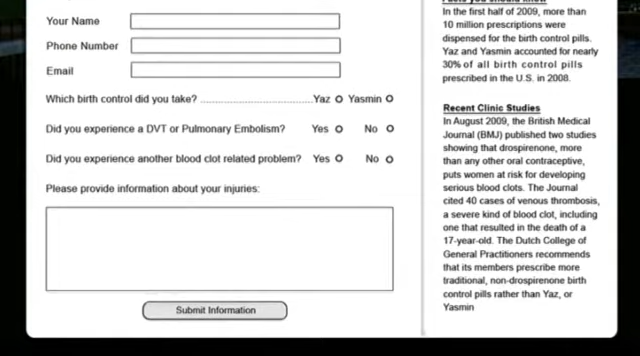 Your Name
Phone Number
Email
Which birth control did you take? Yaz Yasmin
Did you experience a DVT or Pulmonary Embolism? Yes No
Did you experience another blood clot related problem? Yes No
Please provide information about your injuries:
Submit Information
Facts you should know
In the first half of 2009, more than
10 million prescriptions were
dispensed for the birth control pills.
Yaz and Yasmin accounted for nearly
30% of all birth control pills
prescribed in the U.S. in 2008.
Recent Clinic Studies
In August 2009, the British Medical
Journal (BMJ) published two studies
showing that drospirenone, more
than any other oral contraceptive,
puts women at risk for developing
serious blood clots. The Journal
cited 40 cases of venous thrombosis,
a severe kind of blood clot, including
one that resulted in the death of a
17-year-old. The Dutch College of
General Practitioners recommends
that its members prescribe more
traditional, non-drospirenone birth
control pills rather than Yaz, or
Yasmin